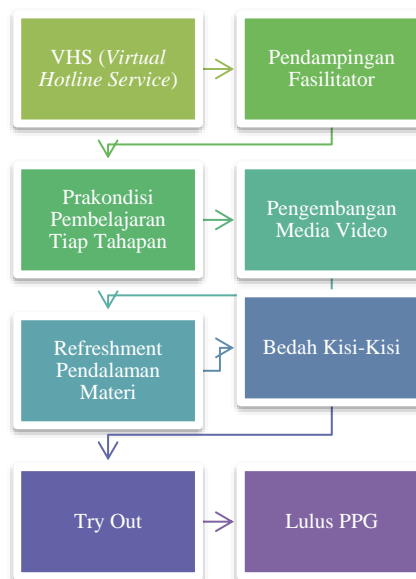 VHS (Virtual
Hotline Service)
Pendampingan
Fasilitator
Prakondisi
Pembelajaran
Tiap Tahapan
Pengembangan
Media Video
Refreshment
Pendalaman
Materi
Bedah Kisi-Kisi
Try Out
Lulus PPG